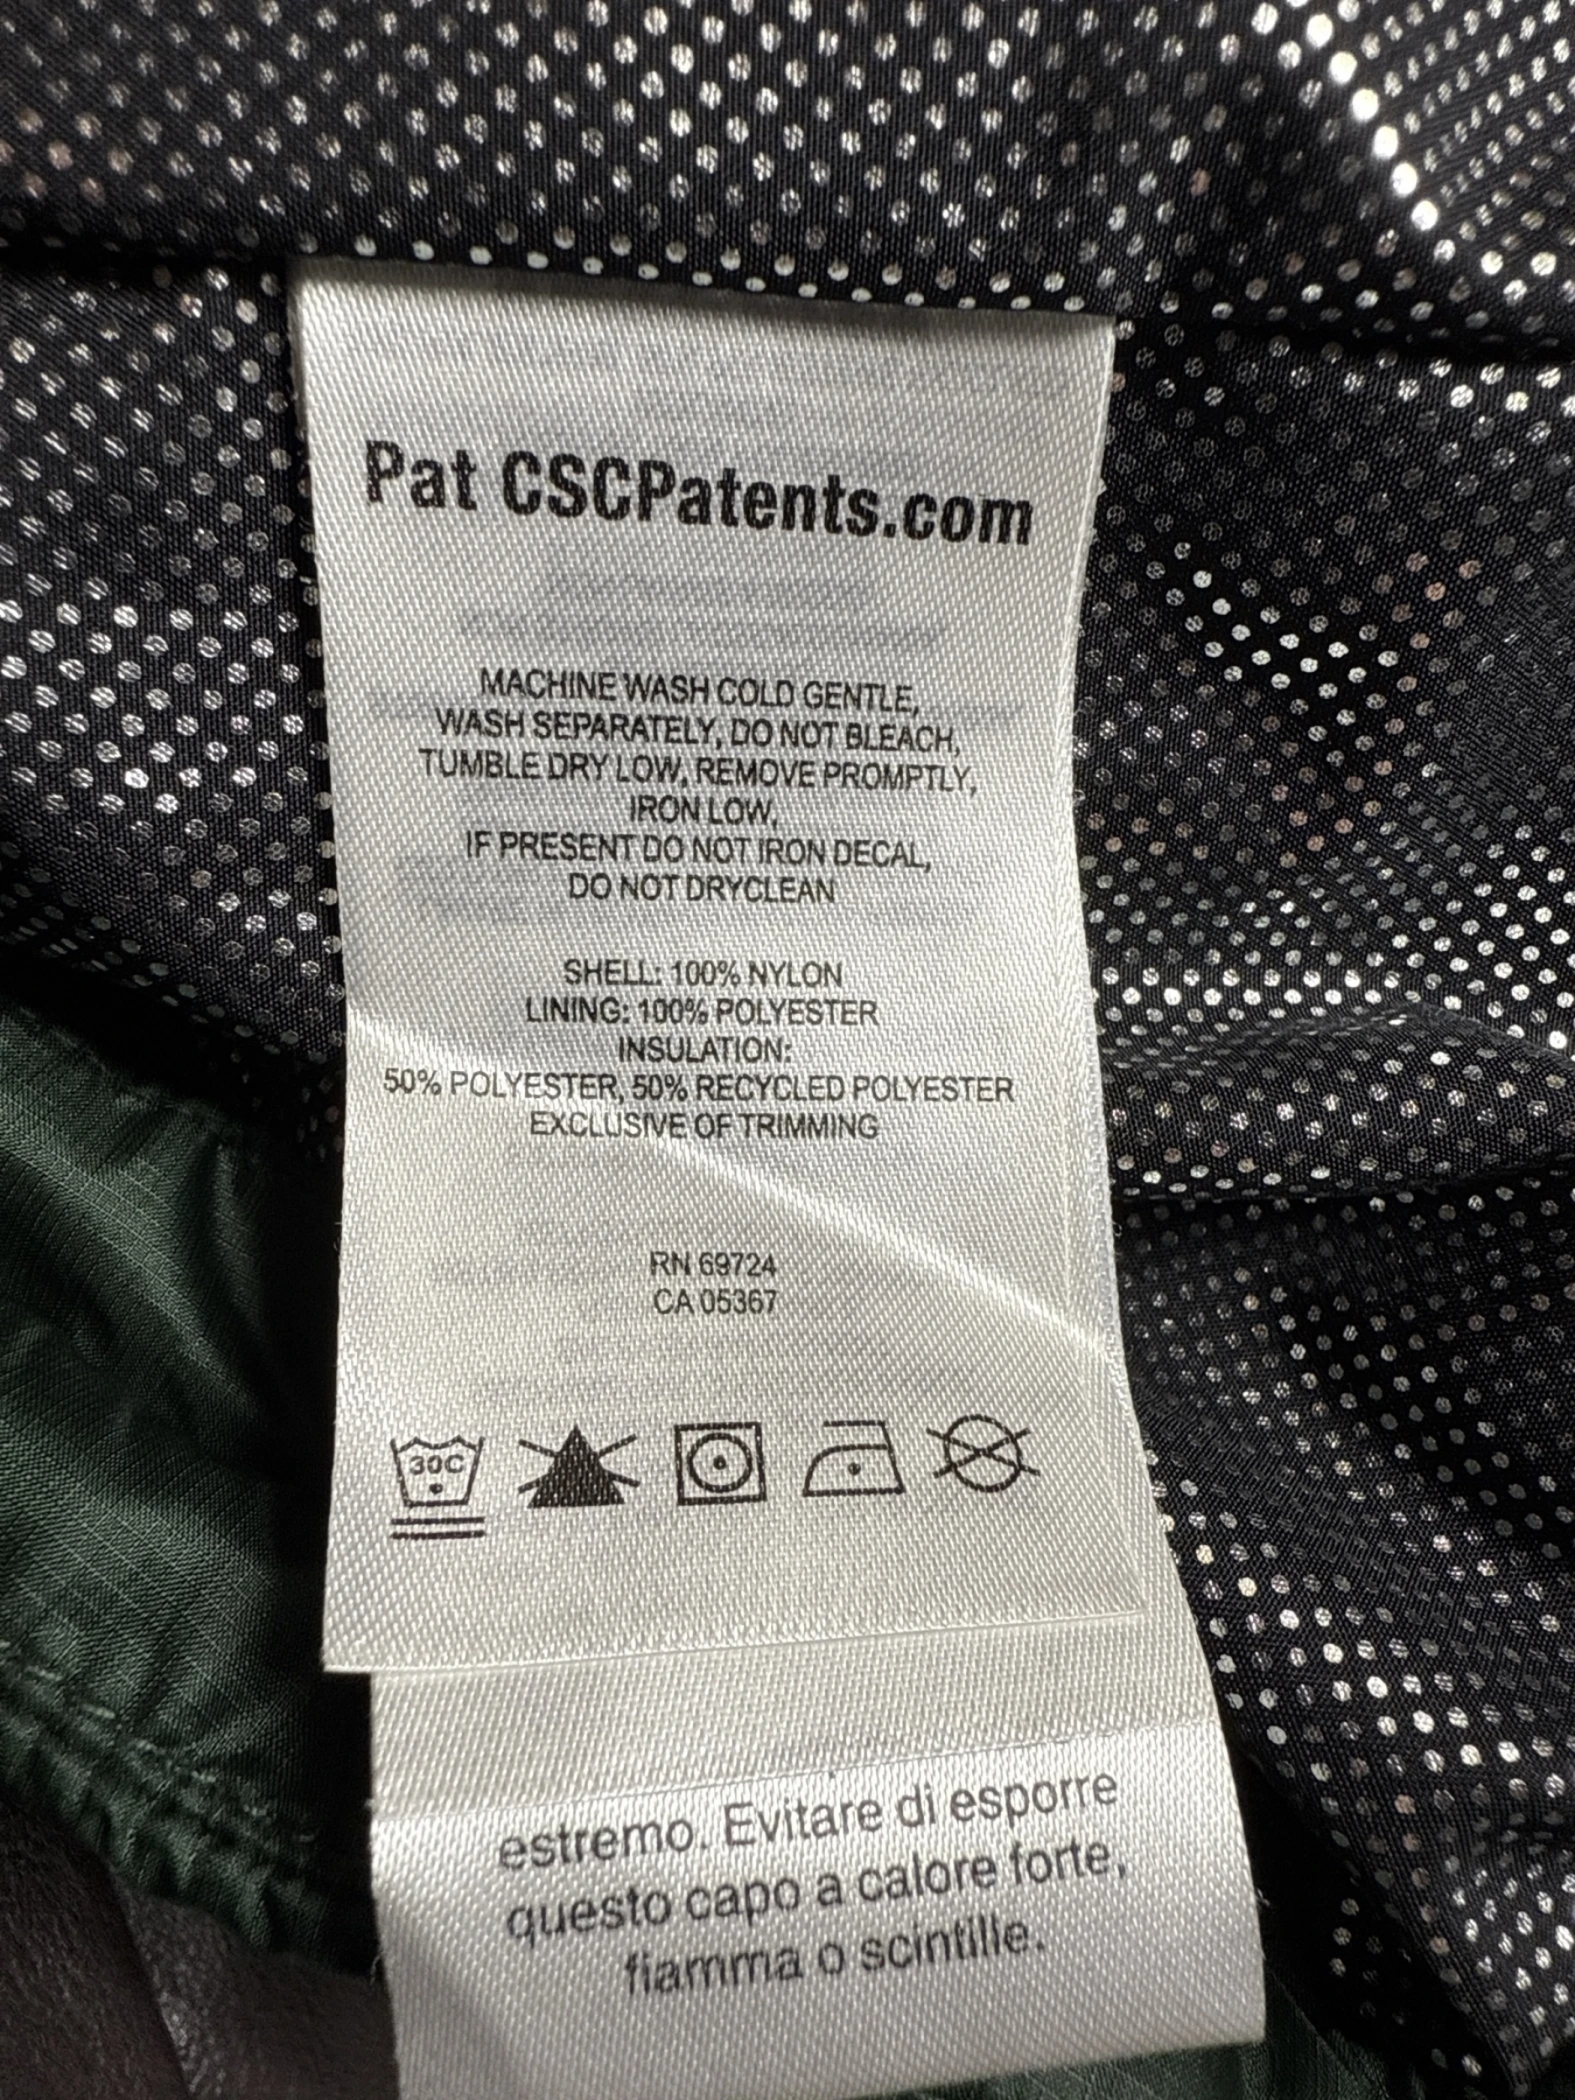 Pat CSCPatents.com
MACHINE WASH COLD GENTLE,
WASH SEPARATELY, DO NOT BLEACH,
TUMBLE DRY LOW, REMOVE PROMPTLY,
IRON LOW,
IF PRESENT DO NOT IRON DECAL,
DO NOT DRYCLEAN
SHELL: 100% NYLON
LINING: 100% POLYESTER
INSULATION:
50% POLYESTER, 50% RECYCLED POLYESTER
EXCLUSIVE OF TRIMMING
RN 69724
CA 05367
30C
estremo. Evitare di esporre
questo capo a calore forte,
fiamma o scintille.